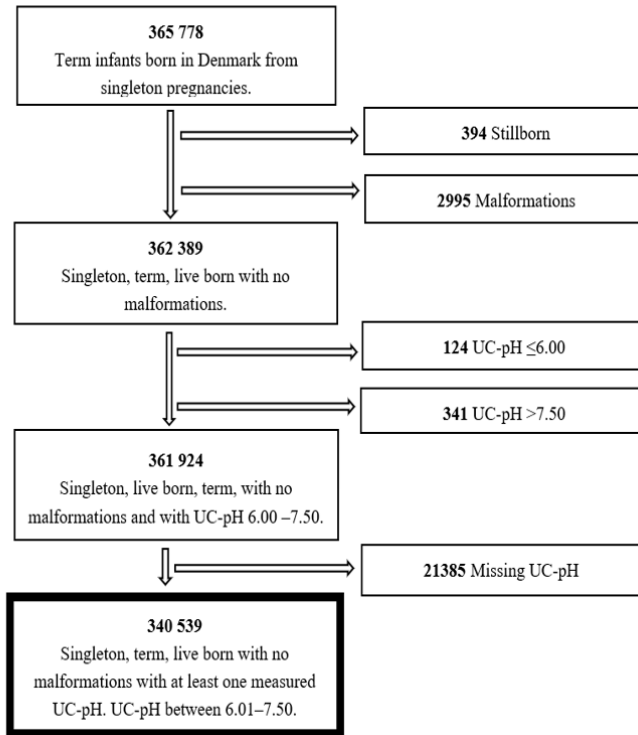 365 778
Term infants born in Denmark from
singleton pregnancies.
394 Stillborn
2995 Malformations
362 389
Singleton, term, live born with no
malformations.
124 UC-pH ≤6.00
341 UC-pH >7.50
361 924
Singleton, live born, term, with no
malformations and with UC-pH 6.00 –7.50.
21385 Missing UC-pH
340 539
Singleton, term, live born with no
malformations with at least one measured
UC-pH. UC-pH between 6.01–7.50.